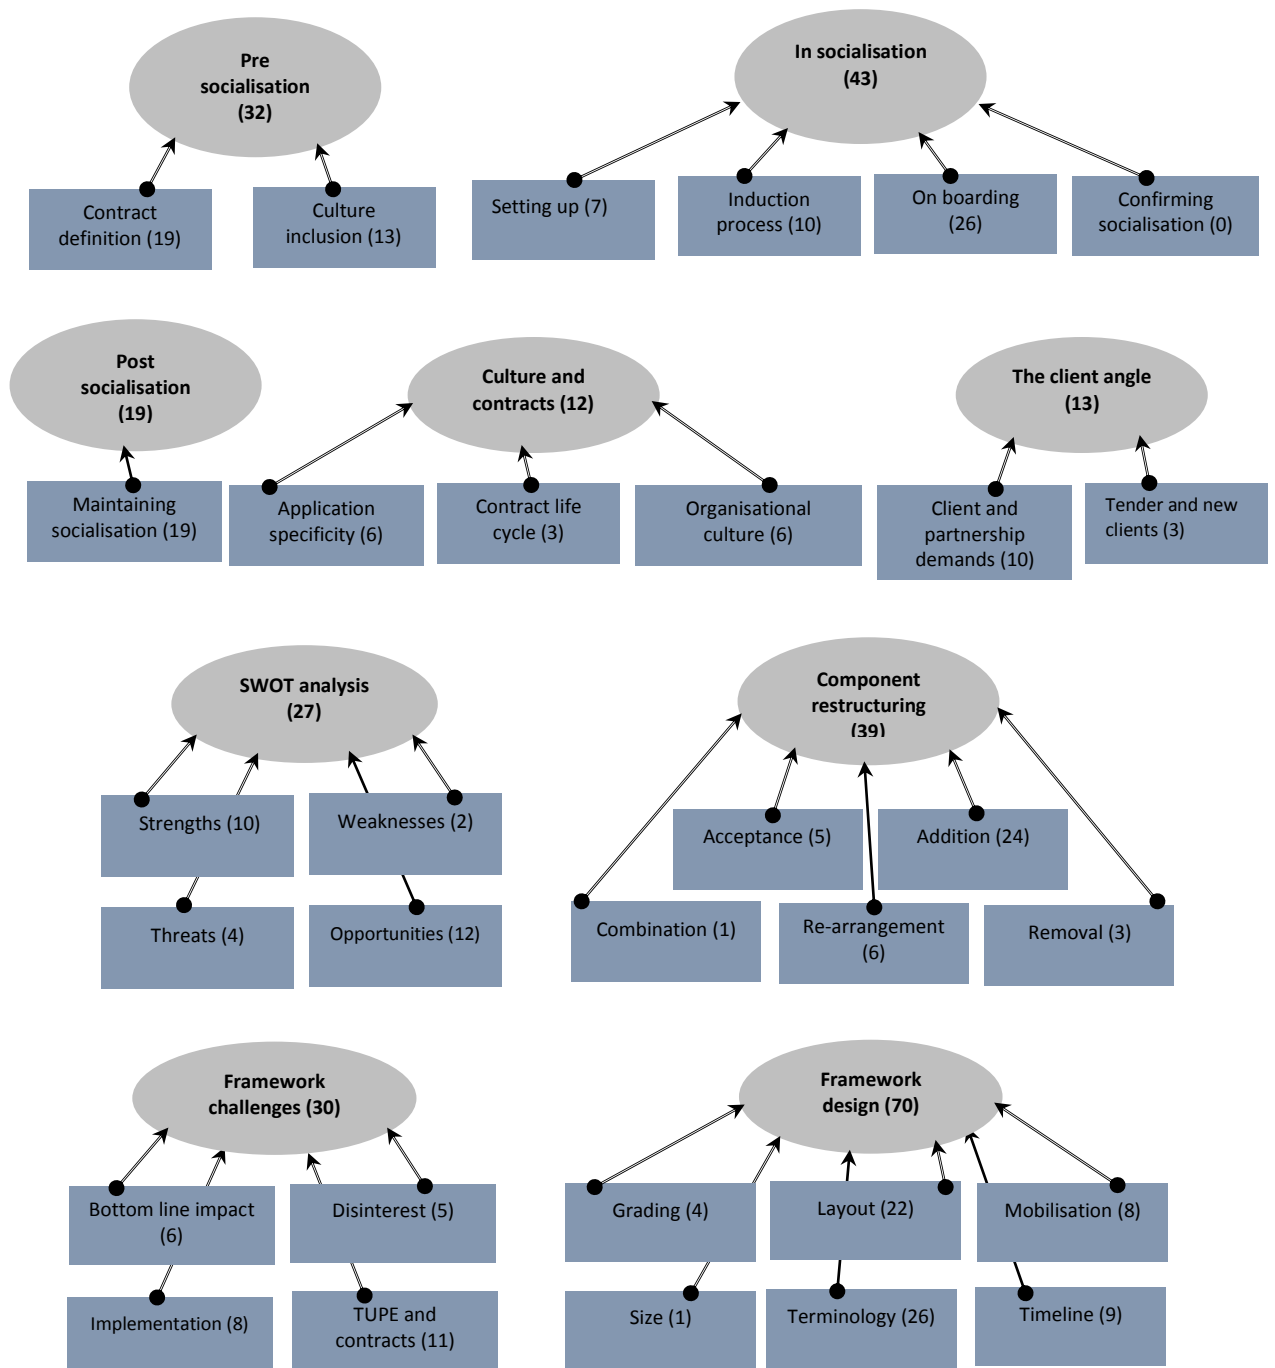 Pre
socialisation
(32)
In socialisation
(43)
Contract
definition (19)
Culture
inclusion (13)
Setting up (7)
Induction
process (10)
On boarding
(26)
Confirming
socialisation (0)
Post
socialisation
(19)
Culture and
contracts (12)
The client angle
(13)
Maintaining
socialisation (19)
Application
specificity (6)
Contract life
cycle (3)
Organisational
culture (6)
Client and
partnership
demands (10)
Tender and new
clients (3)
SWOT analysis
(27)
Component
restructuring
(39)
Strengths (10)
Weaknesses (2)
Threats (4)
Opportunities (12)
Acceptance (5)
Addition (24)
Combination (1)
Re-arrangement
(6)
Removal (3)
Framework
challenges (30)
Framework
design (70)
Bottom line impact
(6)
Disinterest (5)
Implementation (8)
TUPE and
contracts (11)
Grading (4)
Layout (22)
Mobilisation (8)
Size (1)
Terminology (26)
Timeline (9)